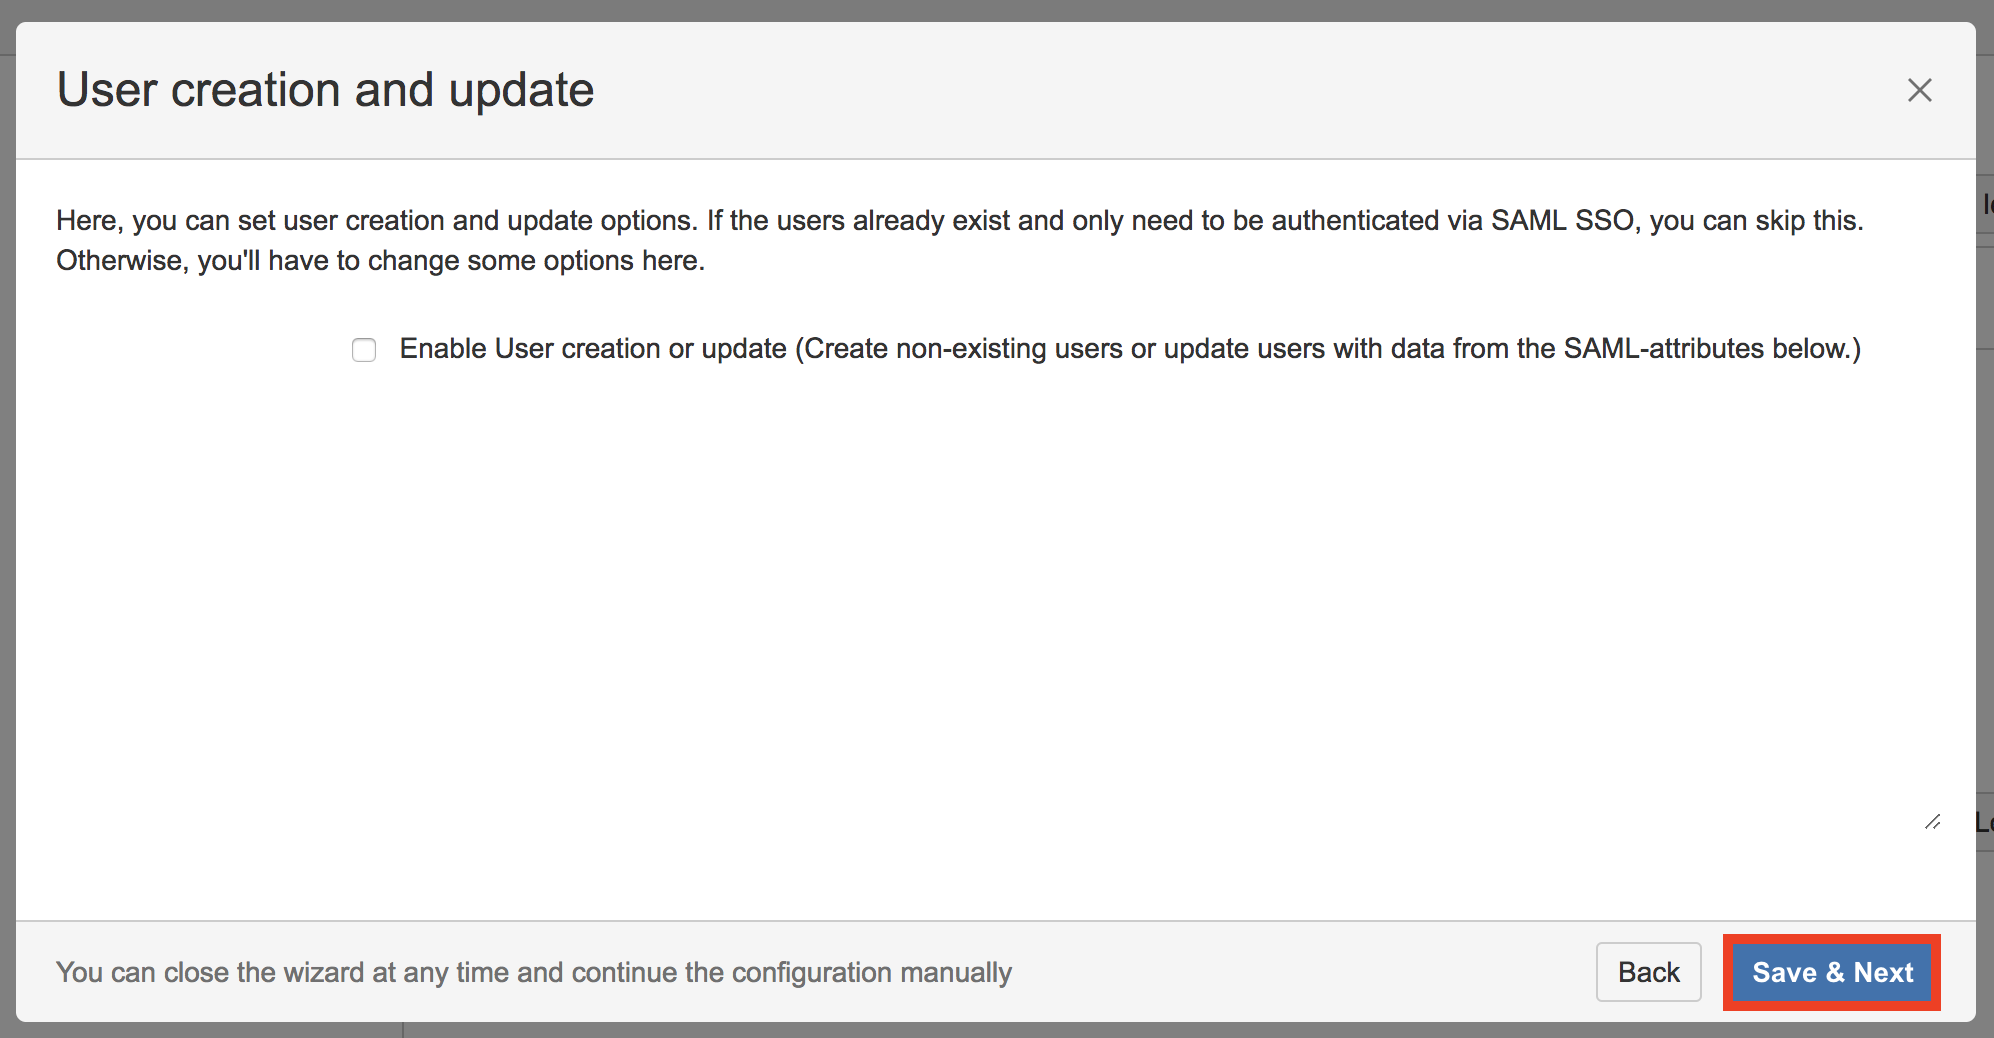 User creation and update
Here, you can set user creation and update options. If the users already exist and only need to be authenticated via SAML SSO, you can skip this.
Otherwise, you'll have to change some options here.
Enable User creation or update (Create non-existing users or update users with data from the SAML-attributes below.)
You can close the wizard at any time and continue the configuration manually
Back
Save & Next